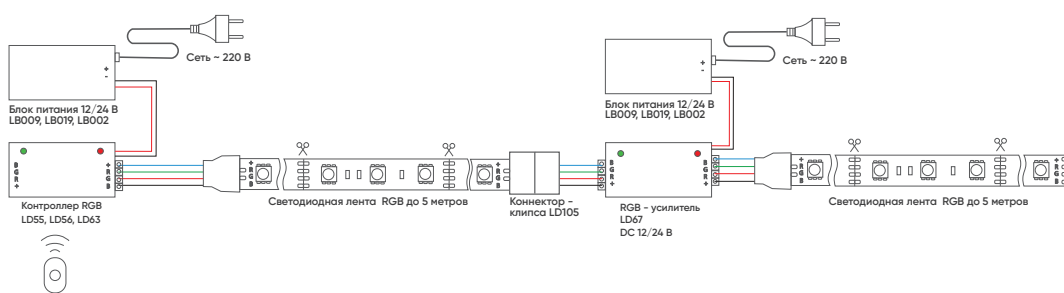 Сеть ~ 220 В
+
-
Блок питания 12/24 В
LB009, LB019, LB002
B
G
R
+
+
R
G
B
Контроллер RGB
LD55, LD56, LD63
+
R
G
B
Светодиодная лента RGB до 5 метров
+
R
G
B
Коннектор -
клипса LD105
Сеть ~ 220 В
+
-
Блок питания 12/24 В
LB009, LB019, LB002
B
G
R
+
B
G
R
+
RGB - усилитель
LD67
DC 12/24 В
+
R
G
B
Светодиодная лента RGB до 5 метров
+
R
G
B